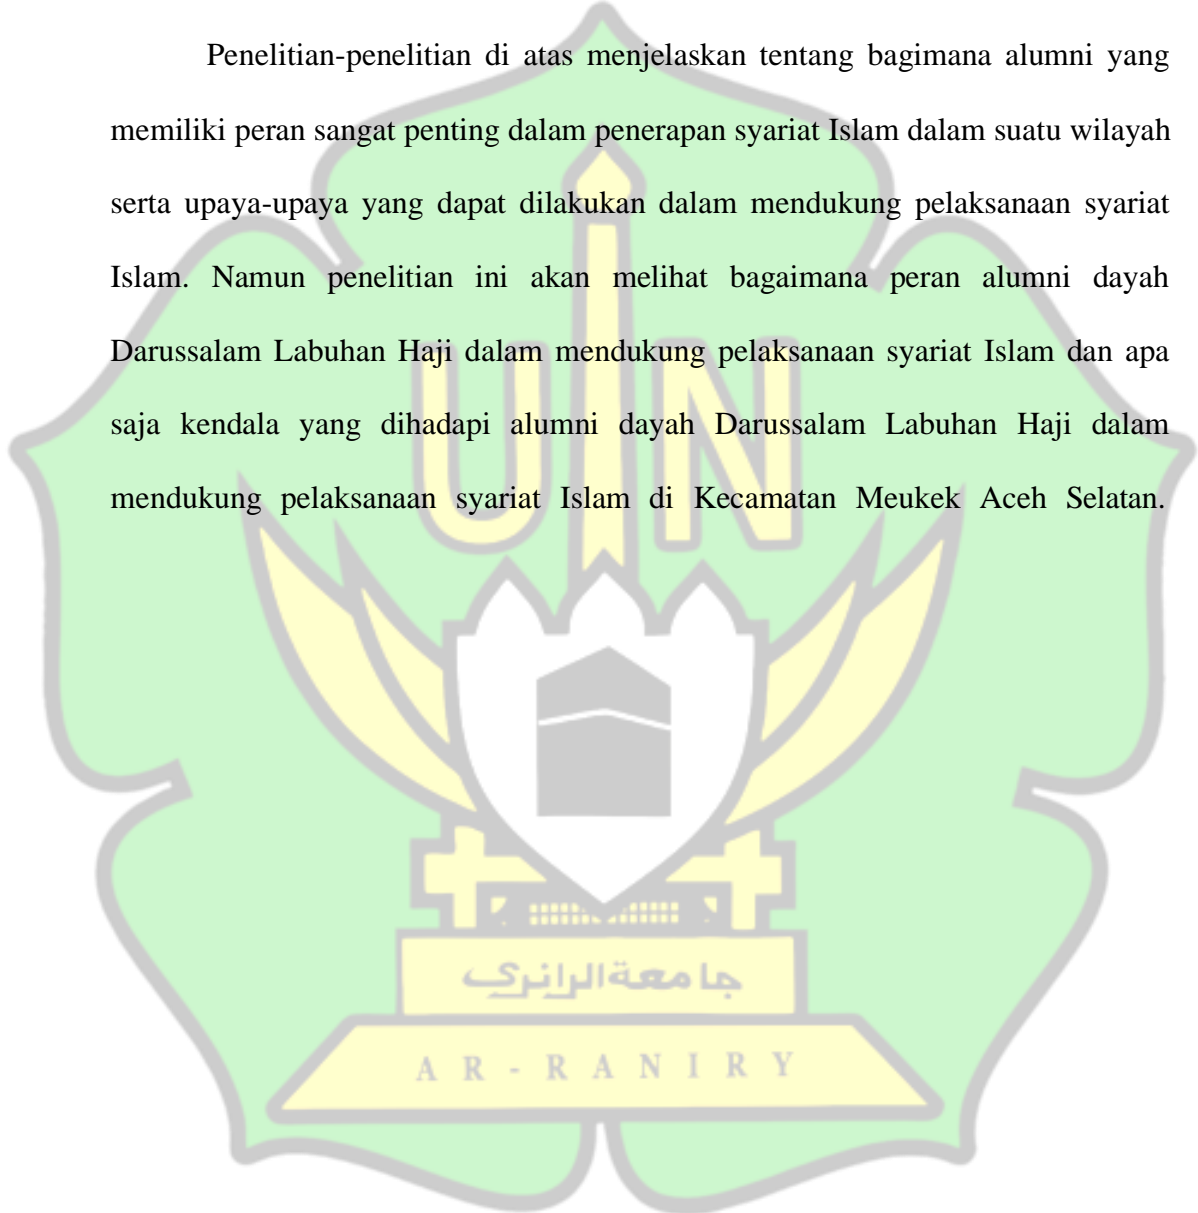 Penelitian-penelitian di atas menjelaskan tentang bagimana alumni yang
memiliki peran sangat penting dalam penerapan syariat Islam dalam suatu wilayah
serta upaya-upaya yang dapat dilakukan dalam mendukung pelaksanaan syariat
Islam. Namun penelitian ini akan melihat bagaimana peran alumni dayah
Darussalam Labuhan Haji dalam mendukung pelaksanaan syariat Islam dan apa
saja kendala yang dihadapi alumni dayah Darussalam Labuhan Haji dalam
mendukung pelaksanaan syariat Islam di Kecamatan Meukek Aceh Selatan.
UIN
جامعة الرانري
AR-RANIRY